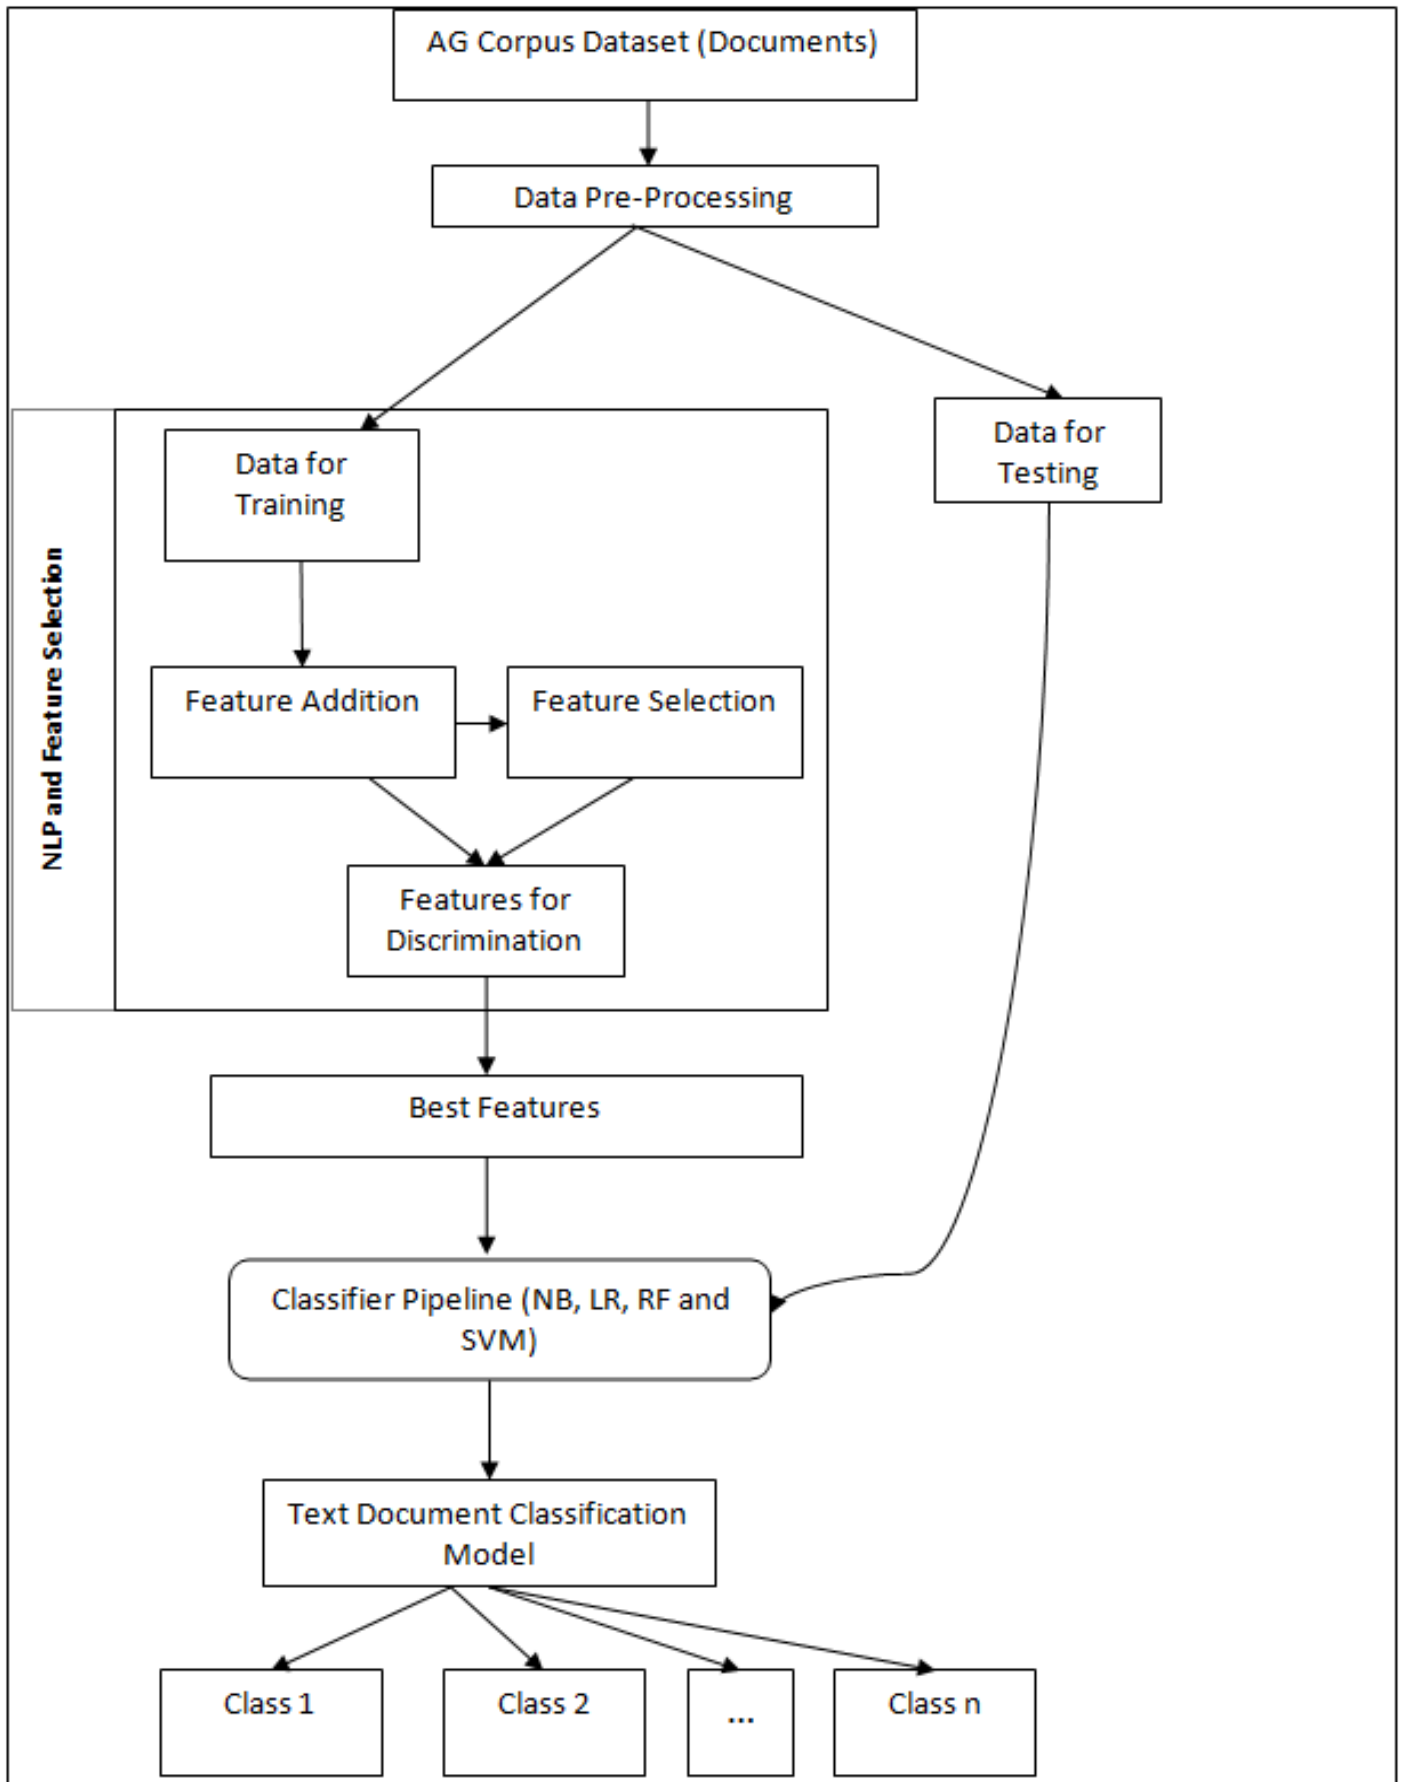 AG Corpus Dataset (Documents)
Data Pre-Processing
Data for
Training
Data for
Testing
NLP and Feature Selection
Feature Addition
Feature Selection
Features for
Discrimination
Best Features
Classifier Pipeline (NB, LR, RF and
SVM)
Text Document Classification
Model
Class 1
Class 2
...
Class n